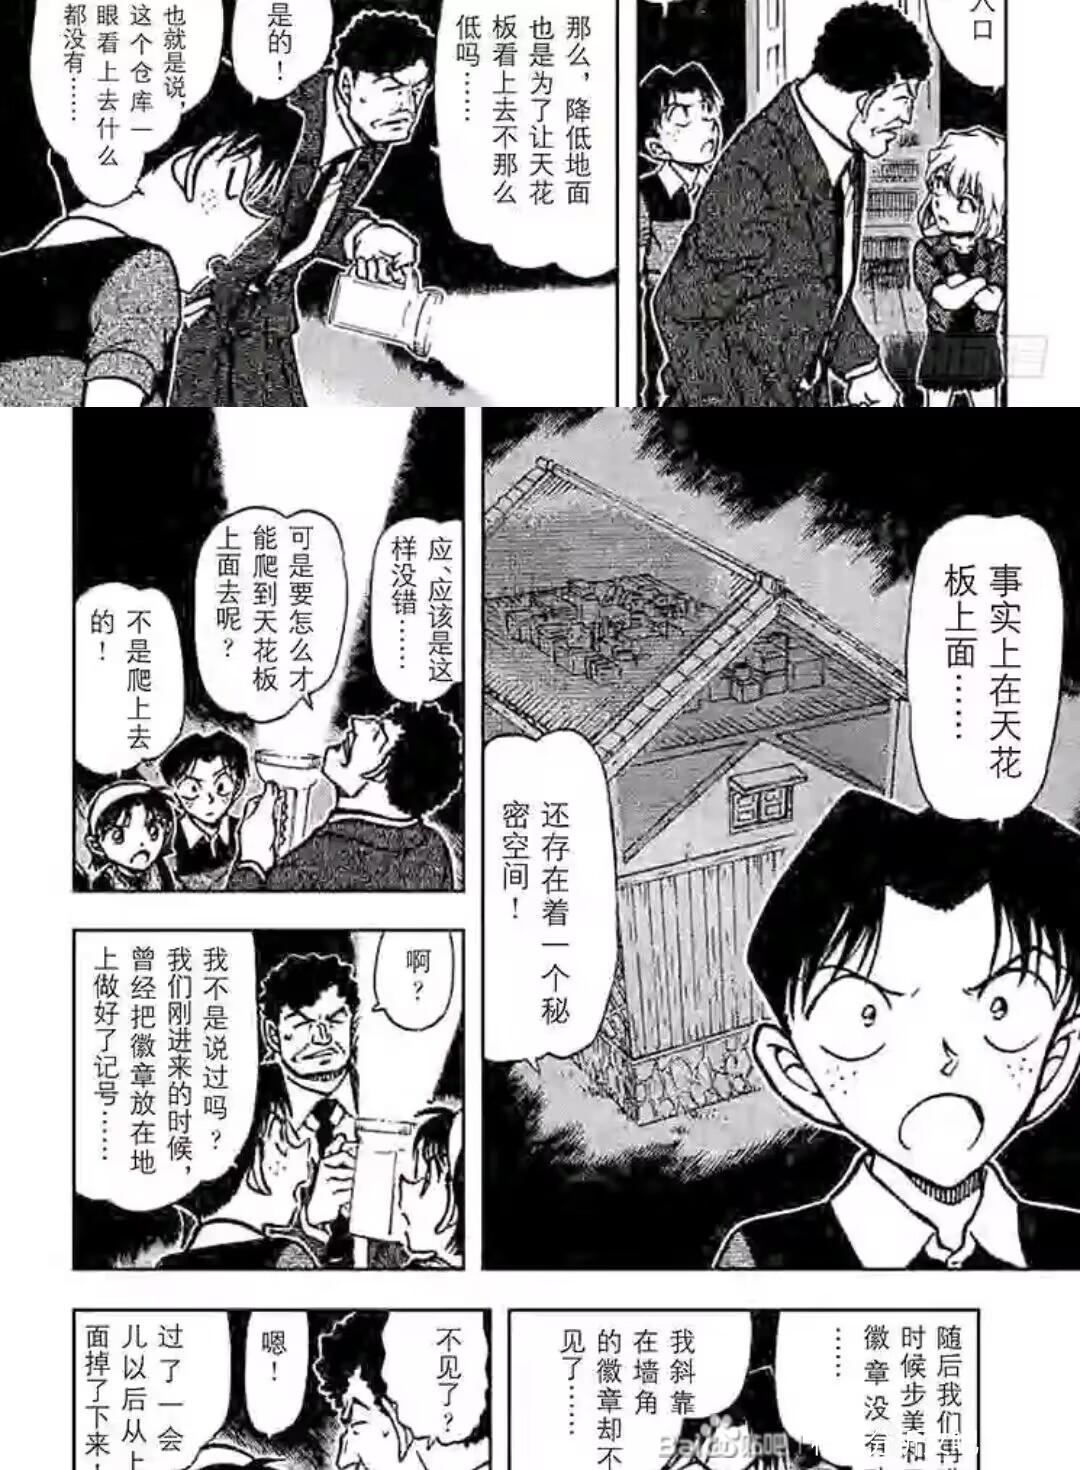 入口
那么，降低地面
也是为了让天花
板看上去不那么
低吗……
是的！
也就是说，
这个仓库一
眼看上去什么
都没有……
事实上在天花
板上面……
还存在着一个秘
密空间！
应、应该是这
样没错……
可是要怎么才
能爬到天花板
上面去呢？
不是爬上去
的！
啊？
我不是说过吗？
我们刚进来的时候，
曾经把徽章放在地
上做好了记号……
随后我们再
时候步美和
徽章没有
……
我斜靠
在墙角
的徽章却不
见了……
不见了？
嗯！
过了一会
儿以后从上
面掉了下来！
Baidu贴吧